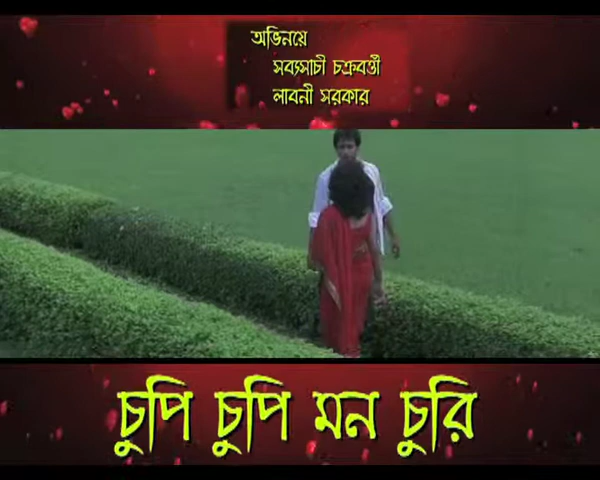 অভিনয়ে
সব্যসাচী চক্রবর্ত্তী
লাবনী সরকার
চুপি চুপি মন চুরি